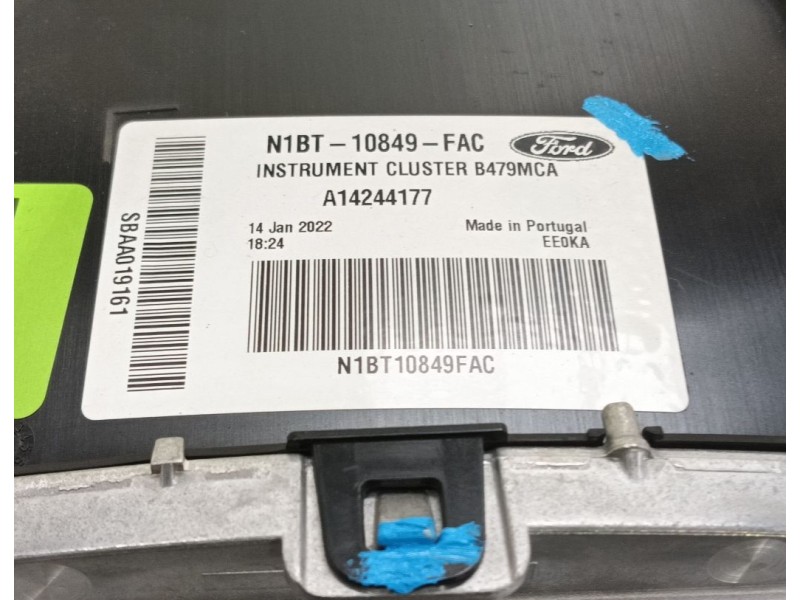 N1BT-10849-FAC
Ford
INSTRUMENT CLUSTER B479MCA
A14244177
14 Jan 2022
Made in Portugal
18:24
EE0KA
N1BT10849FAC
SBAA019161